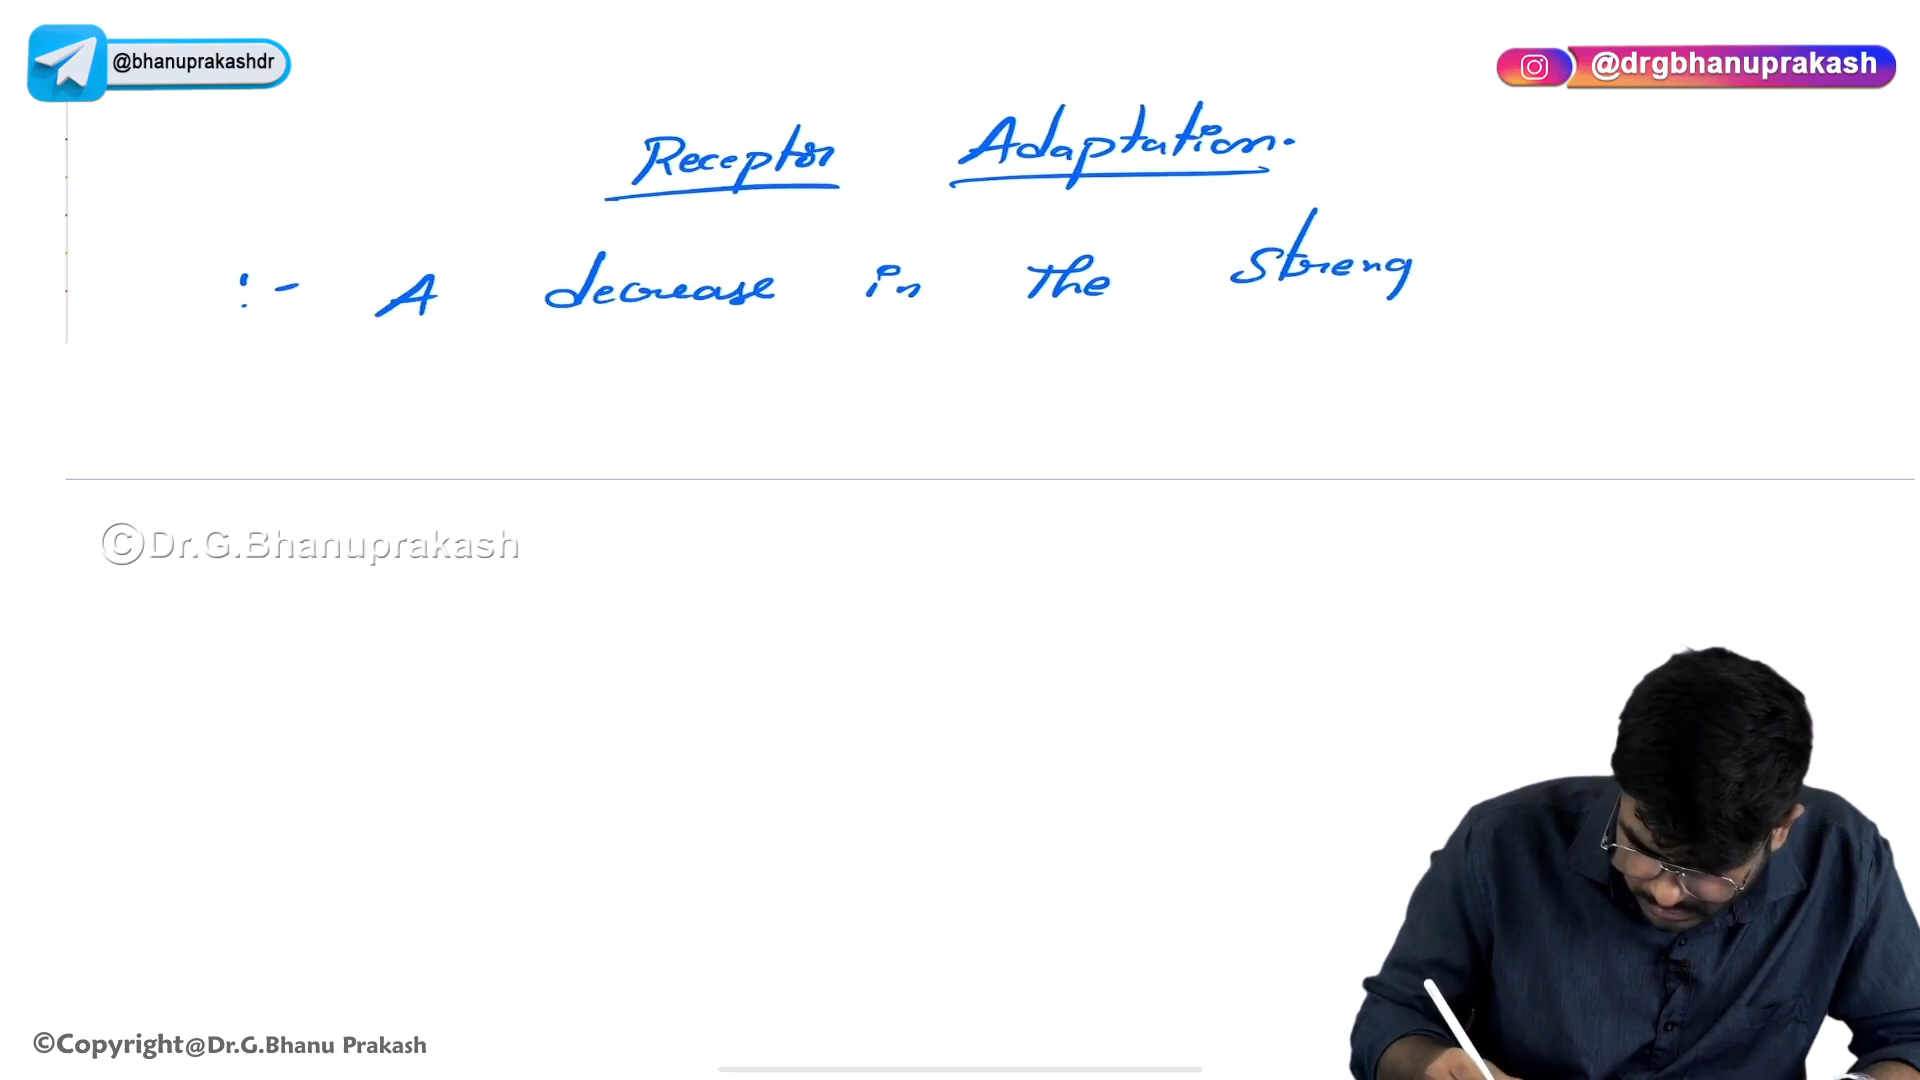 @bhanuprakashdr
@drgbhanuprakash
Receptor Adaptation.
:- A decrease in the streng
©Dr.G.Bhanuprakash
©Copyright@Dr.G.Bhanu Prakash